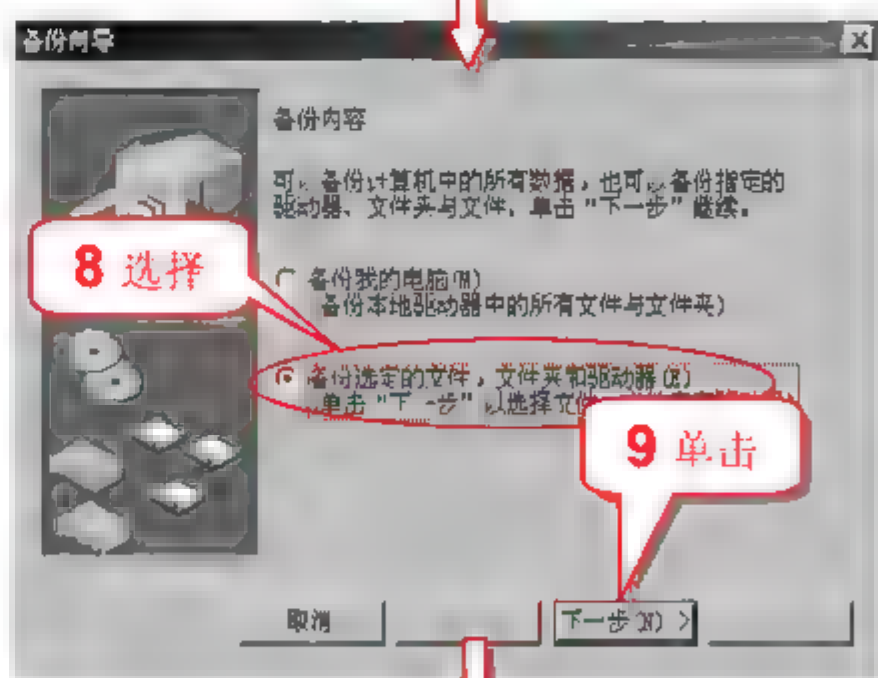 备份向导
备份内容
可以备份计算机中的所有数据，也可以备份指定的
驱动器、文件夹与文件。单击“下一步”继续。
8 选择
备份我的电脑(M)
备份本地驱动器中的所有文件与文件夹)
备份选定的文件，文件夹和驱动器(E)
单击“下一步”以选择文件
9 单击
取消
下一步(N) >